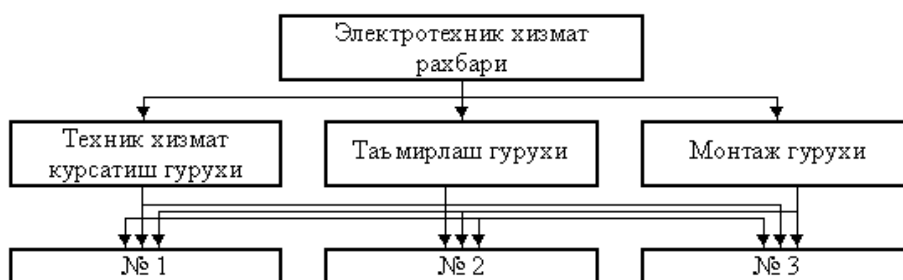 Электротехник хизмат
рахбари
Техник хизмат
курсатиш гурухи
Таъмирлаш гурухи
Монтаж гурухи
№ 1
№ 2
№ 3